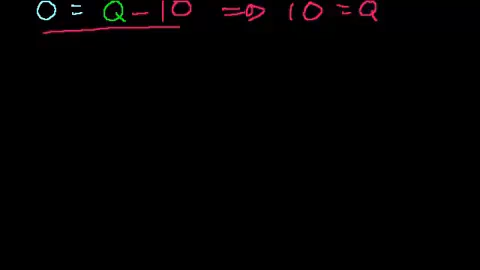 0 = Q - 10 => 10 = Q